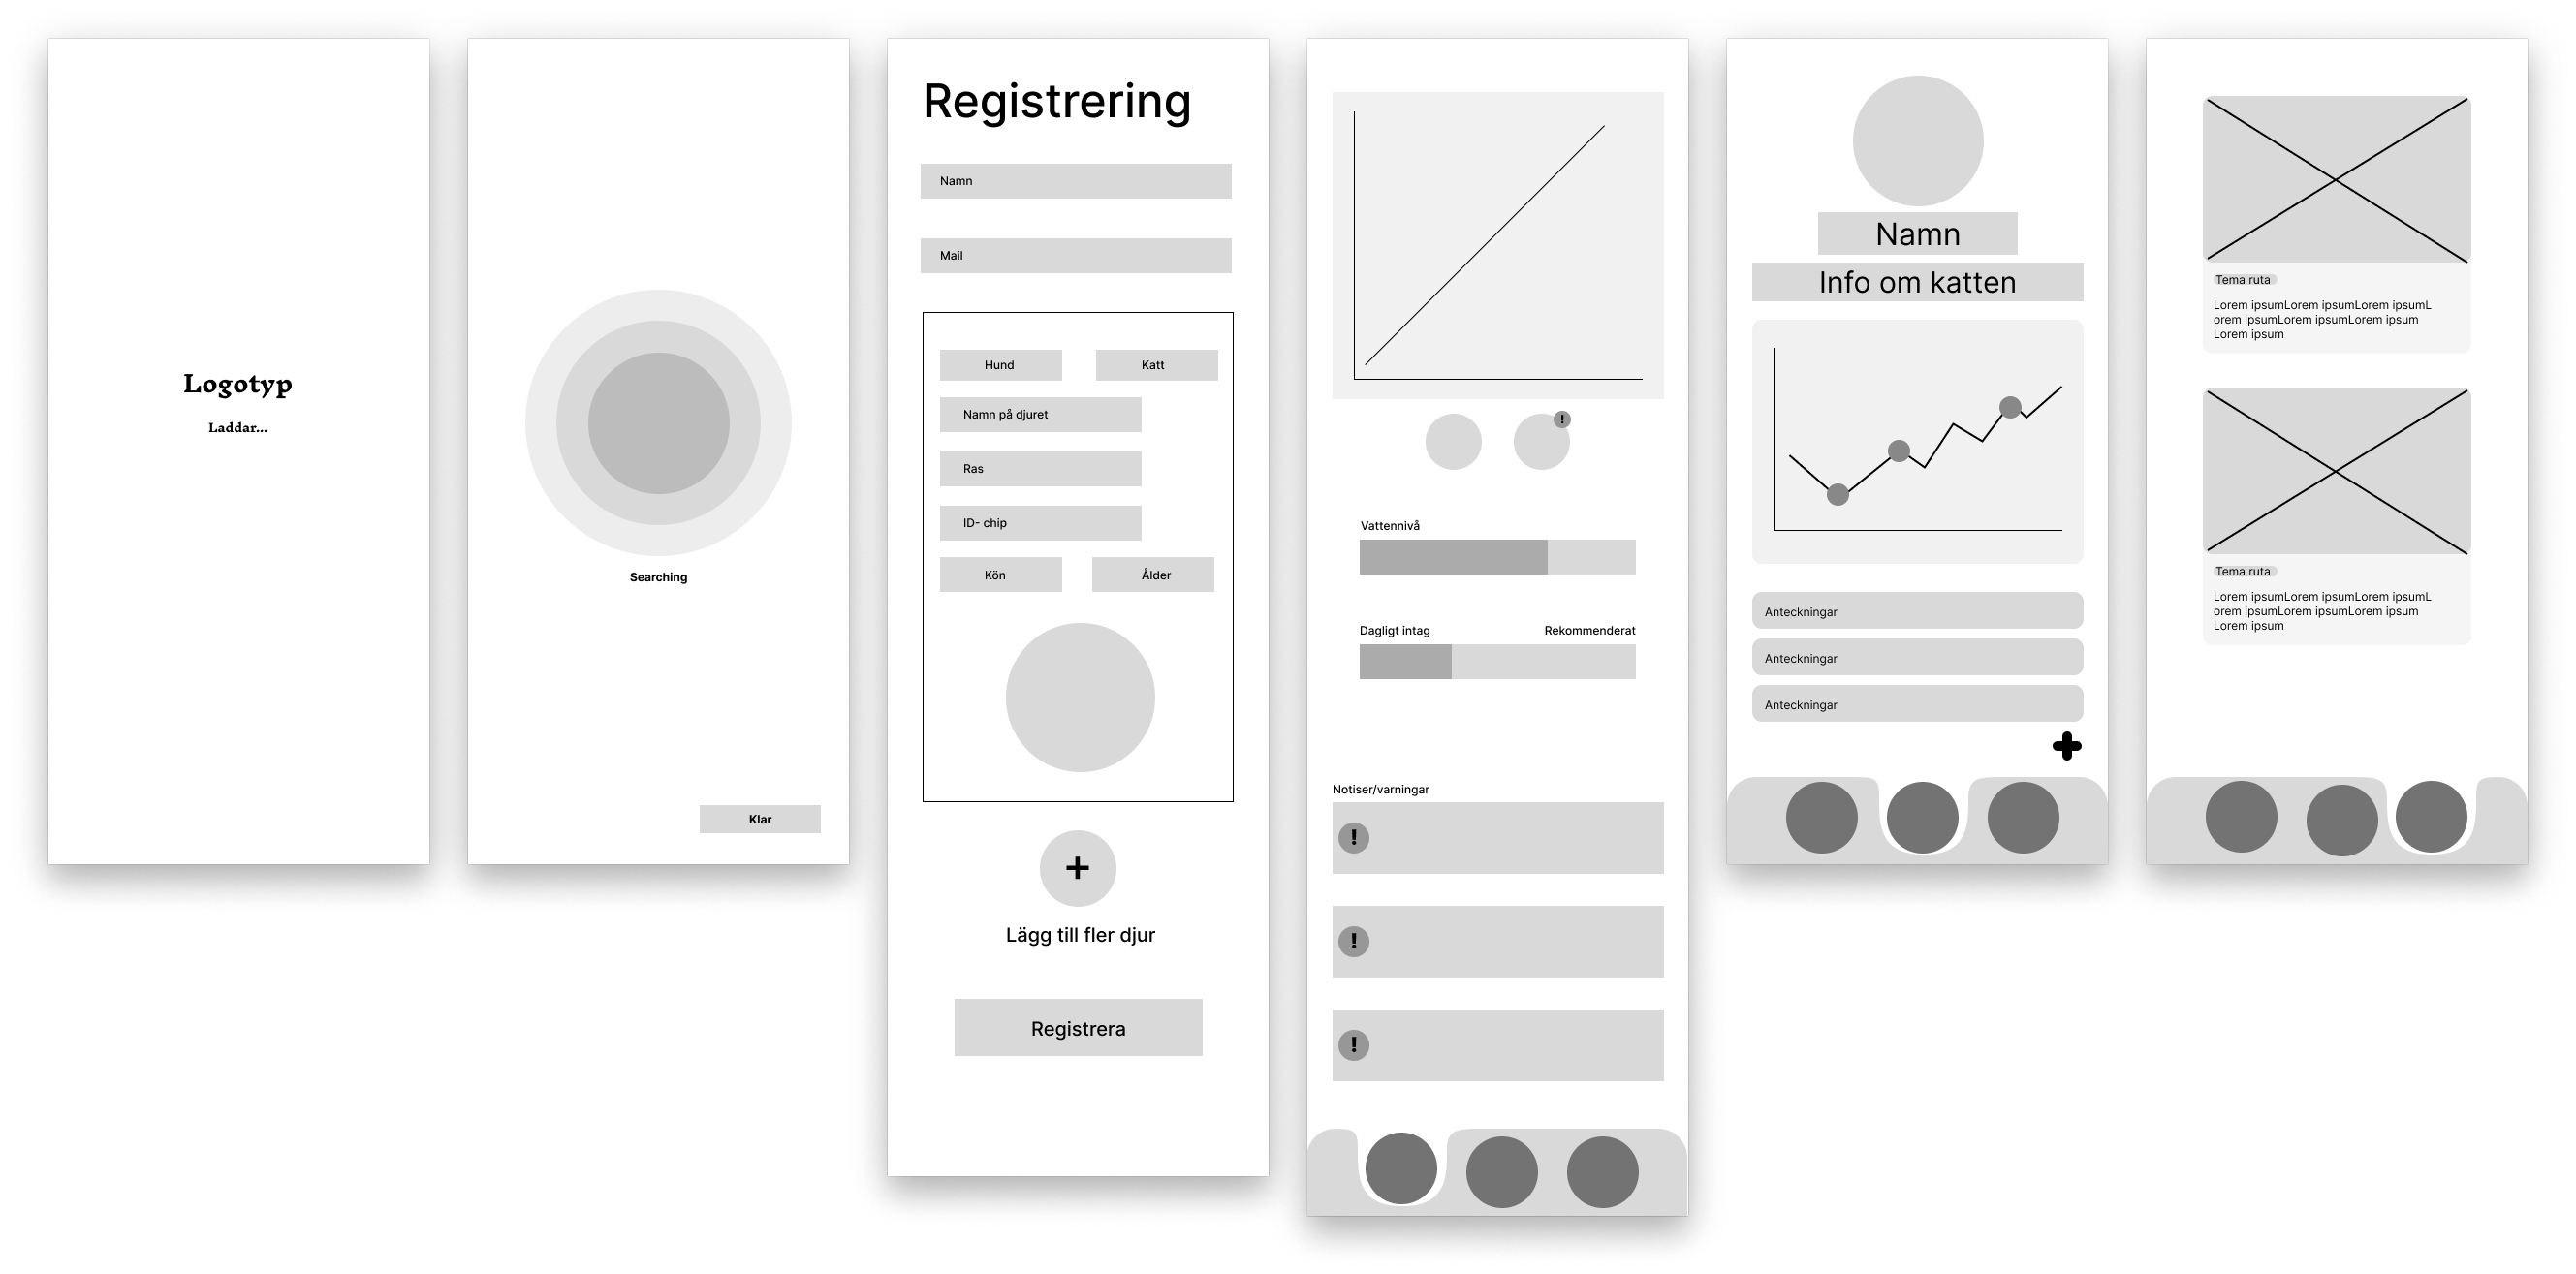 Logotyp
Laddar...
Searching
Klar
Registrering
Namn
Mail
Hund Katt
Namn på djuret
Ras
ID- chip
Kön Ålder
+
Lägg till fler djur
Registrera
!
Vattennivå
Dagligt intag Rekommenderat
Notiser/varningar
!
!
!
Namn
Info om katten
Anteckningar
Anteckningar
Anteckningar
Tema ruta
Lorem ipsumLorem ipsumLorem ipsumL
orem ipsumLorem ipsumLorem ipsum
Lorem ipsum
Tema ruta
Lorem ipsumLorem ipsumLorem ipsumL
orem ipsumLorem ipsumLorem ipsum
Lorem ipsum